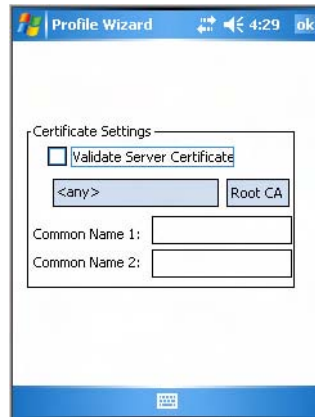 Profile Wizard 4:29 ok
Certificate Settings
Validate Server Certificate
<any> Root CA
Common Name 1:
Common Name 2: